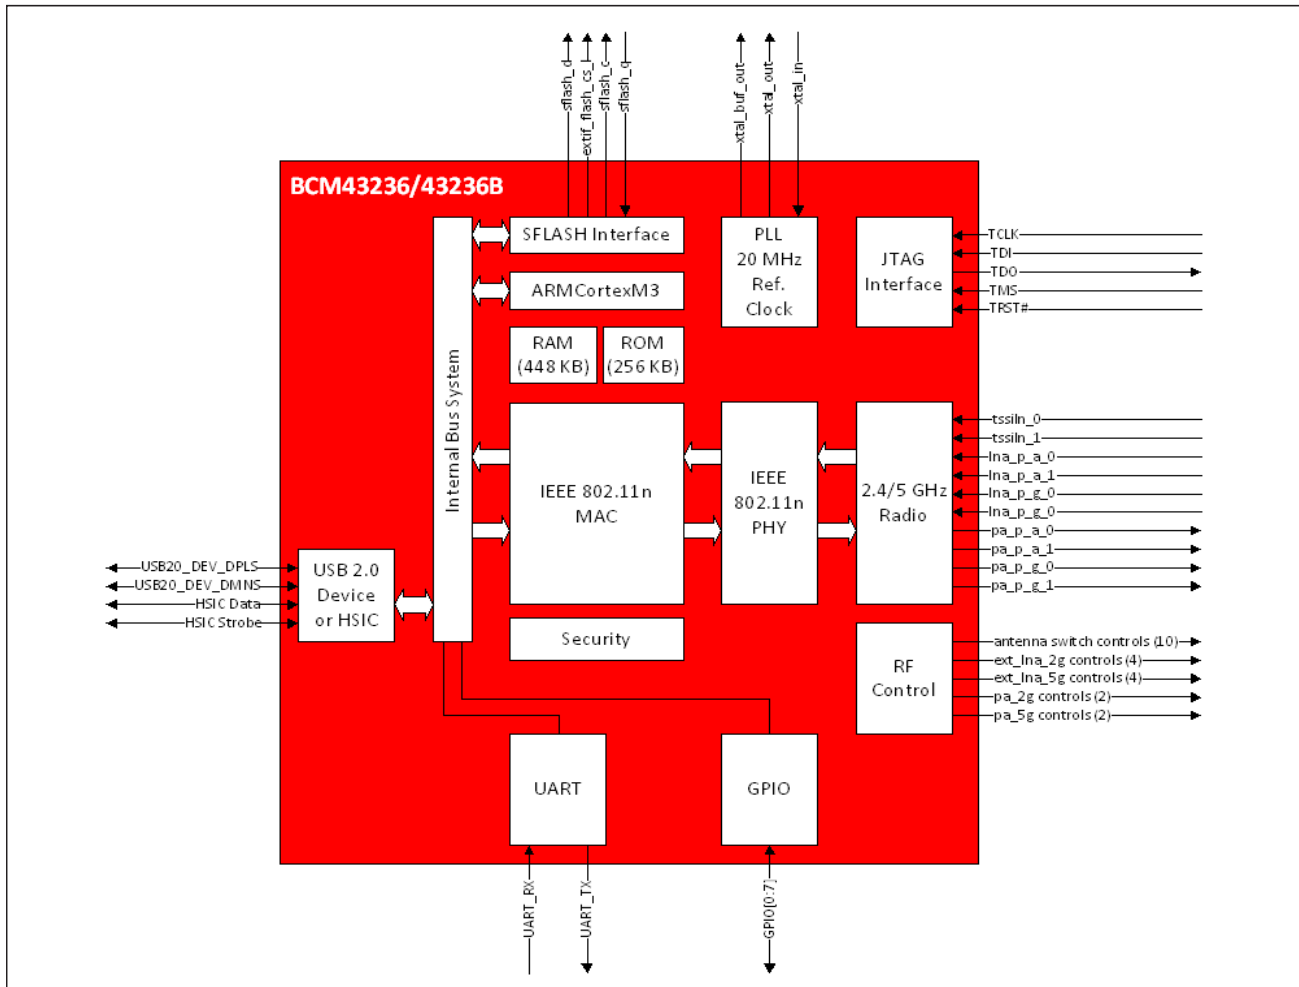 sflash_d
extif_flash_cs_l
sflash_c
sflash_q
xtal_buf_out
xtal_out
xtal_in
BCM43236/43236B
SFLASH Interface
ARMCortexM3
RAM
(448 KB)
ROM
(256 KB)
PLL
20 MHz
Ref.
Clock
JTAG
Interface
TCLK
TDI
TDO
TMS
TRST#
Internal Bus System
IEEE 802.11n
MAC
IEEE
802.11n
PHY
2.4/5 GHz
Radio
tssiIn_0
tssiIn_1
lna_p_a_0
lna_p_a_1
lna_p_g_0
lna_p_g_0
pa_p_a_0
pa_p_a_1
pa_p_g_0
pa_p_g_1
USB20_DEV_DPLS
USB20_DEV_DMNS
HSIC Data
HSIC Strobe
USB 2.0
Device
or HSIC
Security
RF
Control
antenna switch controls (10)
ext_lna_2g controls (4)
ext_lna_5g controls (4)
pa_2g controls (2)
pa_5g controls (2)
UART
GPIO
UART_RX
UART_TX
GPIO[0:7]